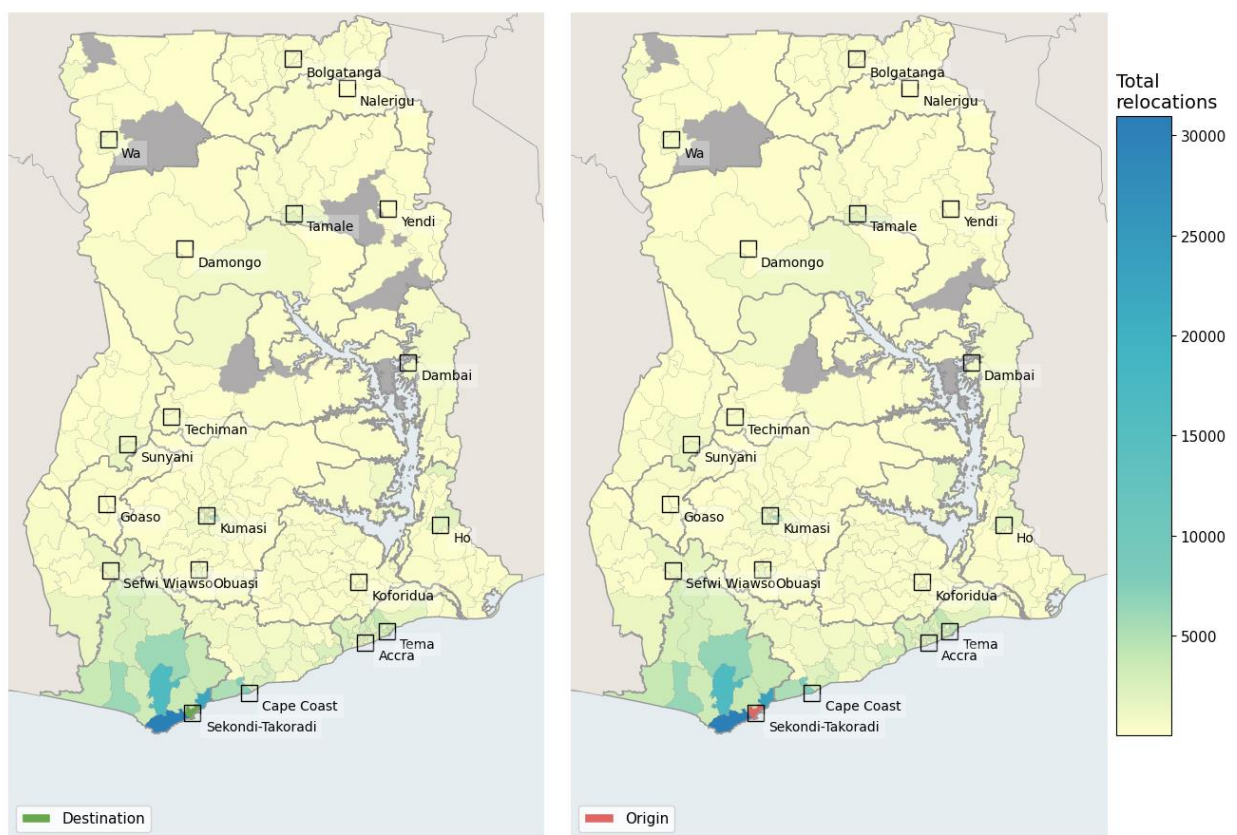 Bolgatanga
Nalerigu
Wa
Yendi
Tamale
Damongo
Dambai
Techiman
Sunyani
Goaso
Kumasi
Ho
Sefwi Wiawso
Obuasi
Koforidua
Tema
Accra
Cape Coast
Sekondi-Takoradi
Destination
Bolgatanga
Nalerigu
Wa
Yendi
Tamale
Damongo
Dambai
Techiman
Sunyani
Goaso
Kumasi
Ho
Sefwi Wiawso
Obuasi
Koforidua
Tema
Accra
Cape Coast
Sekondi-Takoradi
Origin
Total
relocations
30000
25000
20000
15000
10000
5000